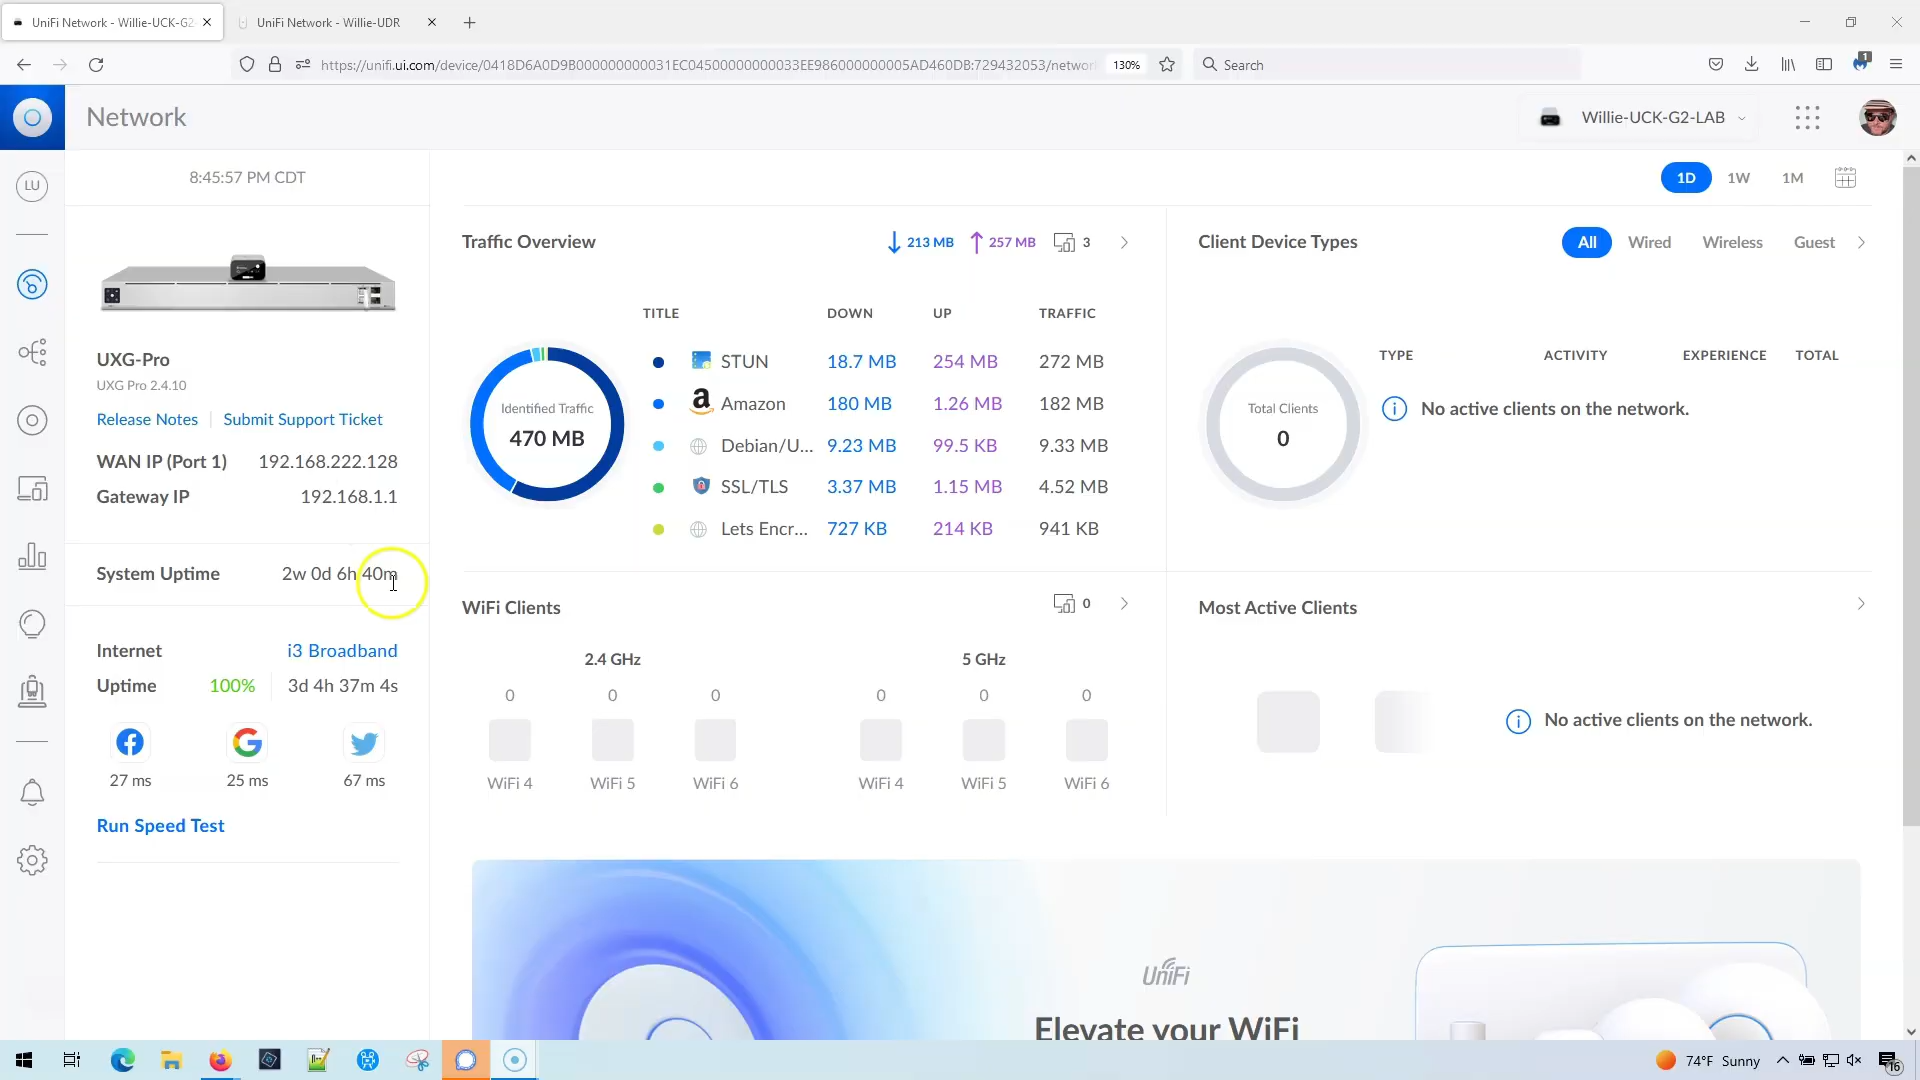 UniFi Network - Willie-UCK-G2-
UniFi Network - Willie-UDR
https://unifi.ui.com/device/0418D6A0D9B000000000031EC04500000000033EE986000000005AD460DB:729432053/networ
130%
Search
1
Network
Willie-UCK-G2-LAB
LU
8:45:57 PM CDT
1D 1W 1M
UXG-Pro
UXG Pro 2.4.10
Release Notes
Submit Support Ticket
WAN IP (Port 1) 192.168.222.128
Gateway IP 192.168.1.1
System Uptime 2w 0d 6h 40m
Internet i3 Broadband
Uptime 100% 3d 4h 37m 4s
27 ms 25 ms 67 ms
Run Speed Test
Traffic Overview 213 MB 257 MB 3
Identified Traffic
470 MB
TITLE DOWN UP TRAFFIC
STUN 18.7 MB 254 MB 272 MB
Amazon 180 MB 1.26 MB 182 MB
Debian/U... 9.23 MB 99.5 KB 9.33 MB
SSL/TLS 3.37 MB 1.15 MB 4.52 MB
Lets Encr... 727 KB 214 KB 941 KB
Client Device Types
All Wired Wireless Guest
Total Clients
0
TYPE ACTIVITY EXPERIENCE TOTAL
No active clients on the network.
WiFi Clients 0
2.4 GHz 5 GHz
0 0 0 0 0 0
WiFi 4 WiFi 5 WiFi 6 WiFi 4 WiFi 5 WiFi 6
Most Active Clients
No active clients on the network.
UniFi
Elevate your WiFi
74°F Sunny
16